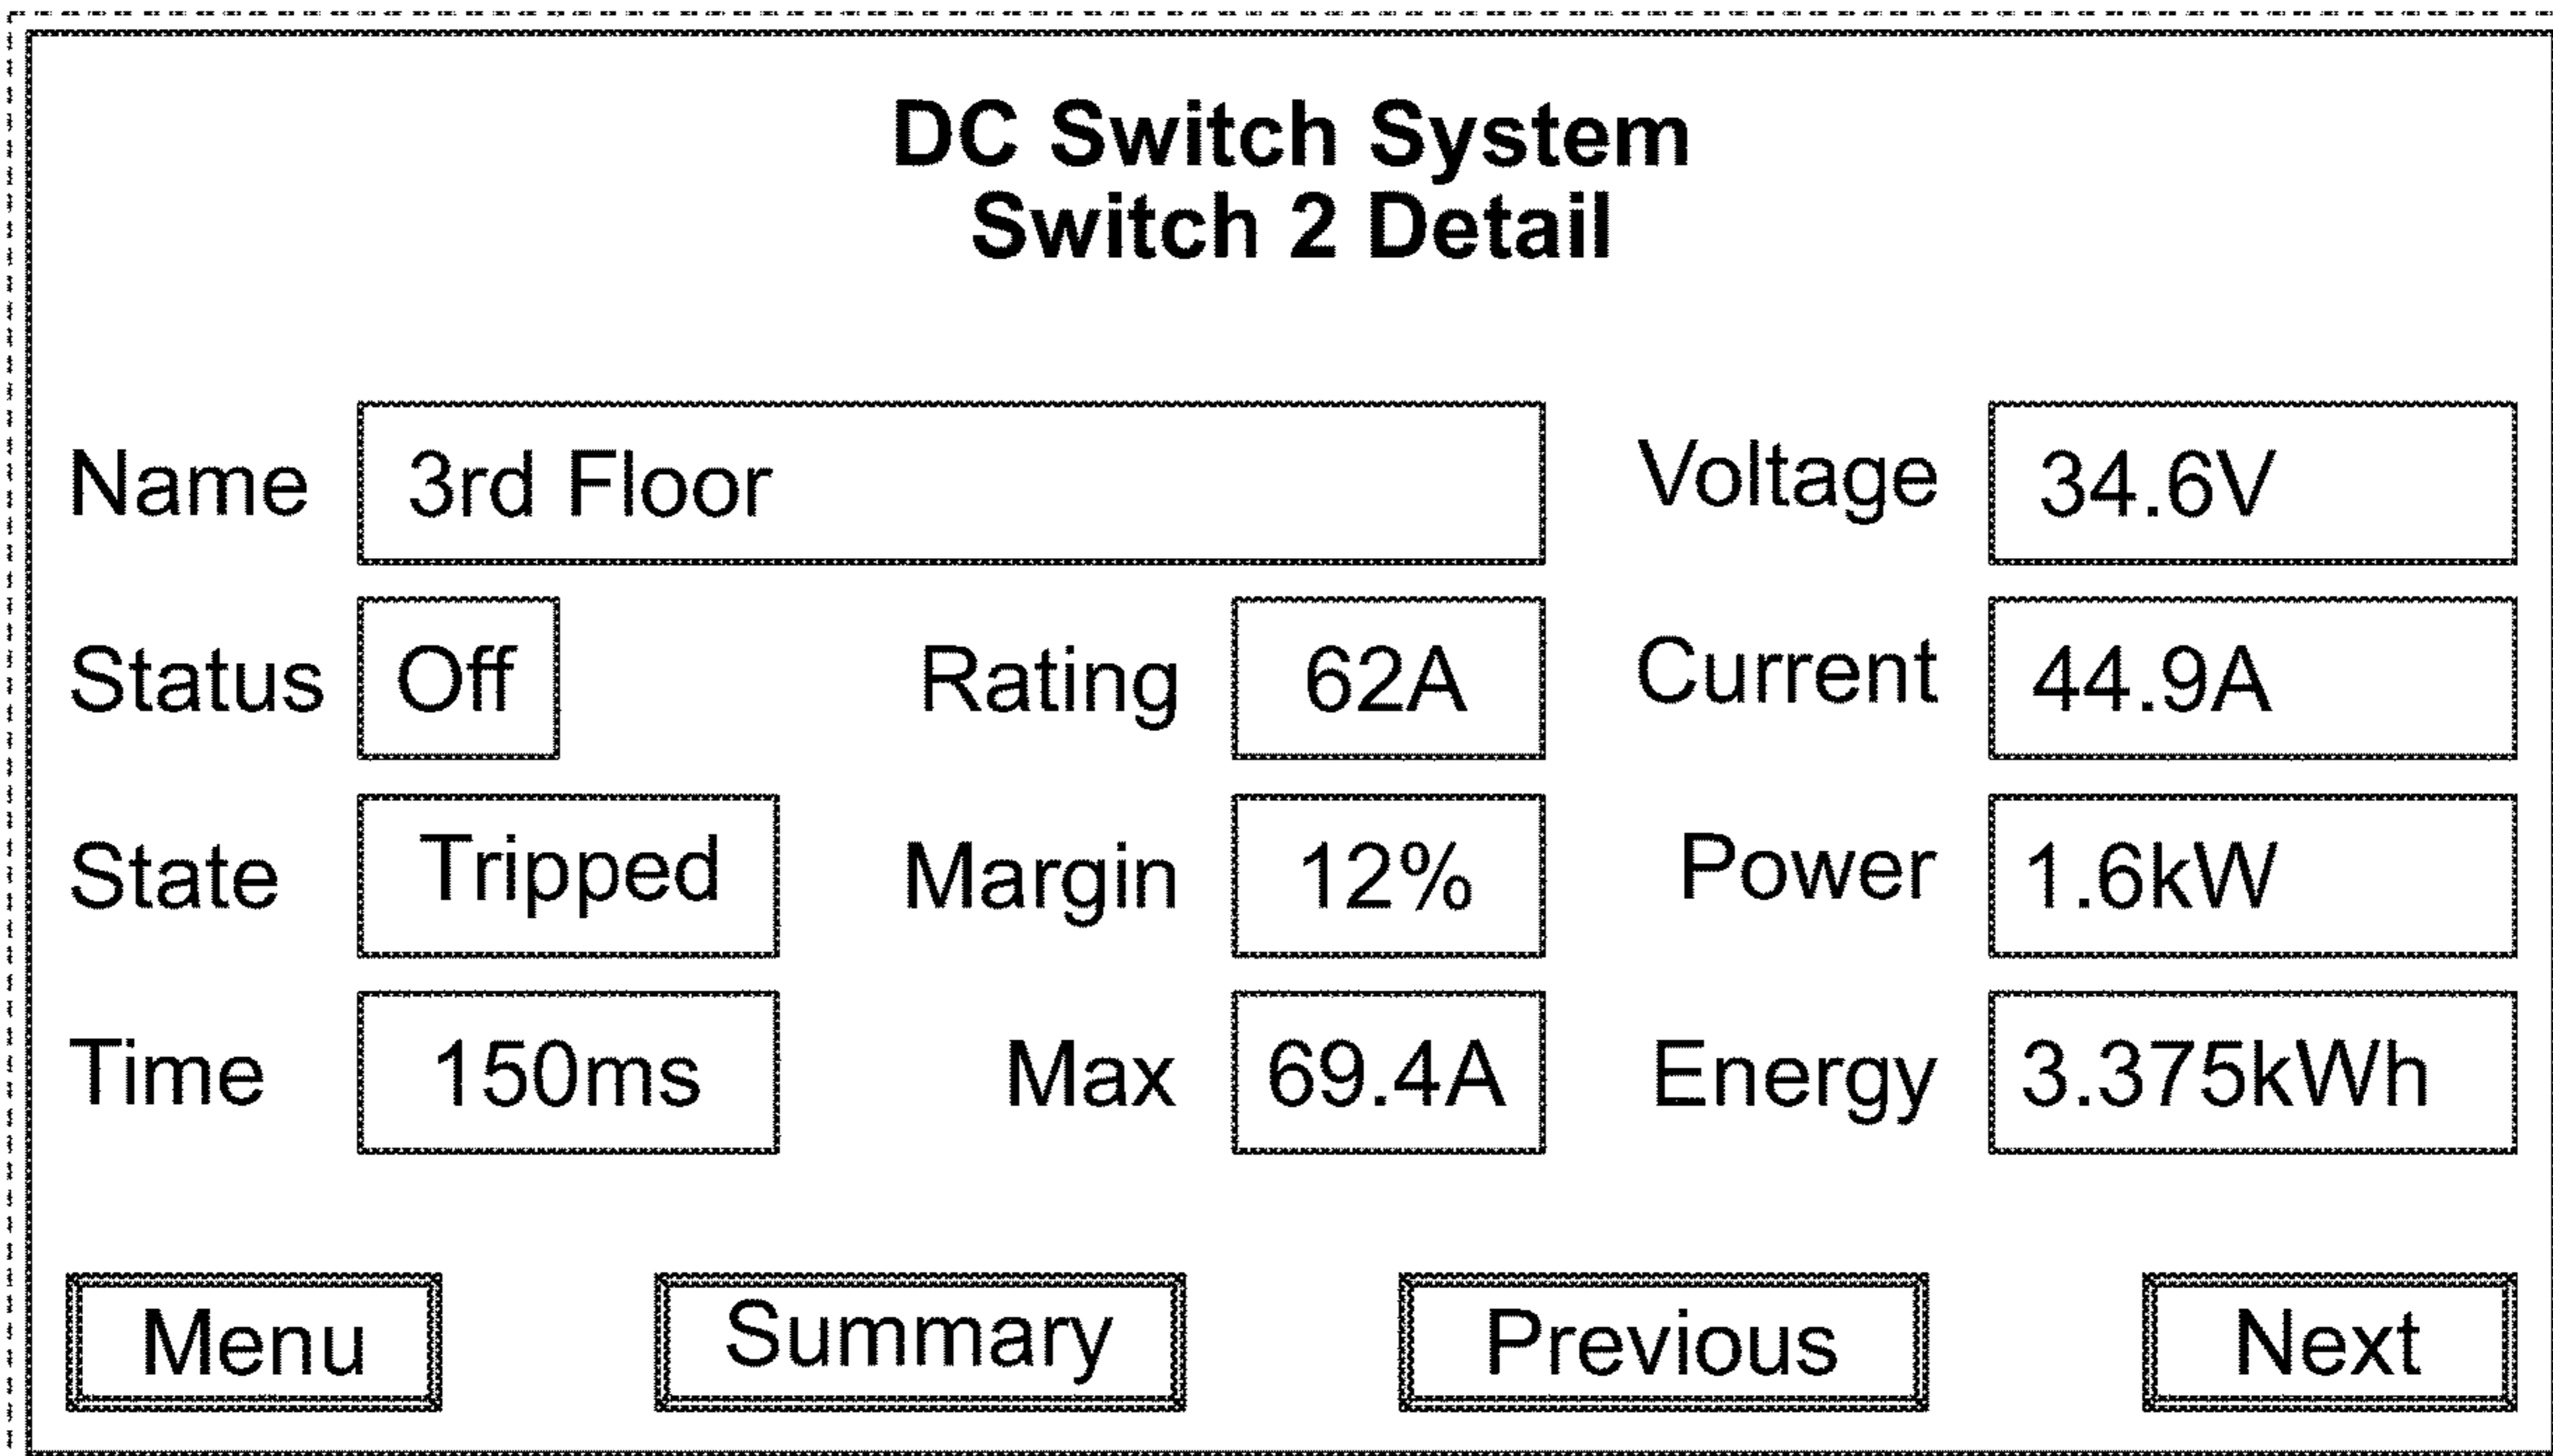 DC Switch System
Switch 2 Detail
Name 3rd Floor Voltage 34.6V
Status Off Rating 62A Current 44.9A
State Tripped Margin 12% Power 1.6kW
Time 150ms Max 69.4A Energy 3.375kWh
Menu Summary Previous Next